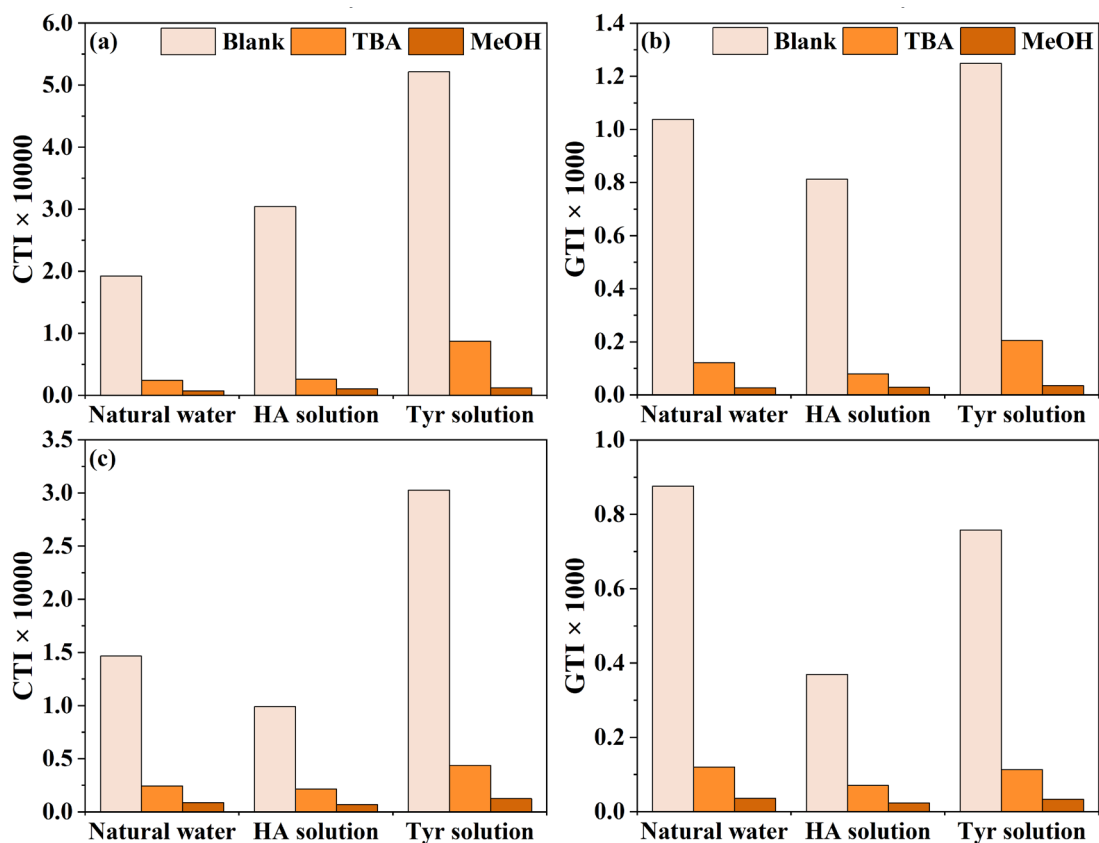 (a) Blank TBA MeOH
CTI × 10000
6.0
5.0
4.0
3.0
2.0
1.0
0.0
Natural water HA solution Tyr solution
(b) Blank TBA MeOH
GTI × 1000
1.4
1.2
1.0
0.8
0.6
0.4
0.2
0.0
Natural water HA solution Tyr solution
(c)
CTI × 10000
3.5
3.0
2.5
2.0
1.5
1.0
0.5
0.0
Natural water HA solution Tyr solution
GTI × 1000
1.0
0.8
0.6
0.4
0.2
0.0
Natural water HA solution Tyr solution